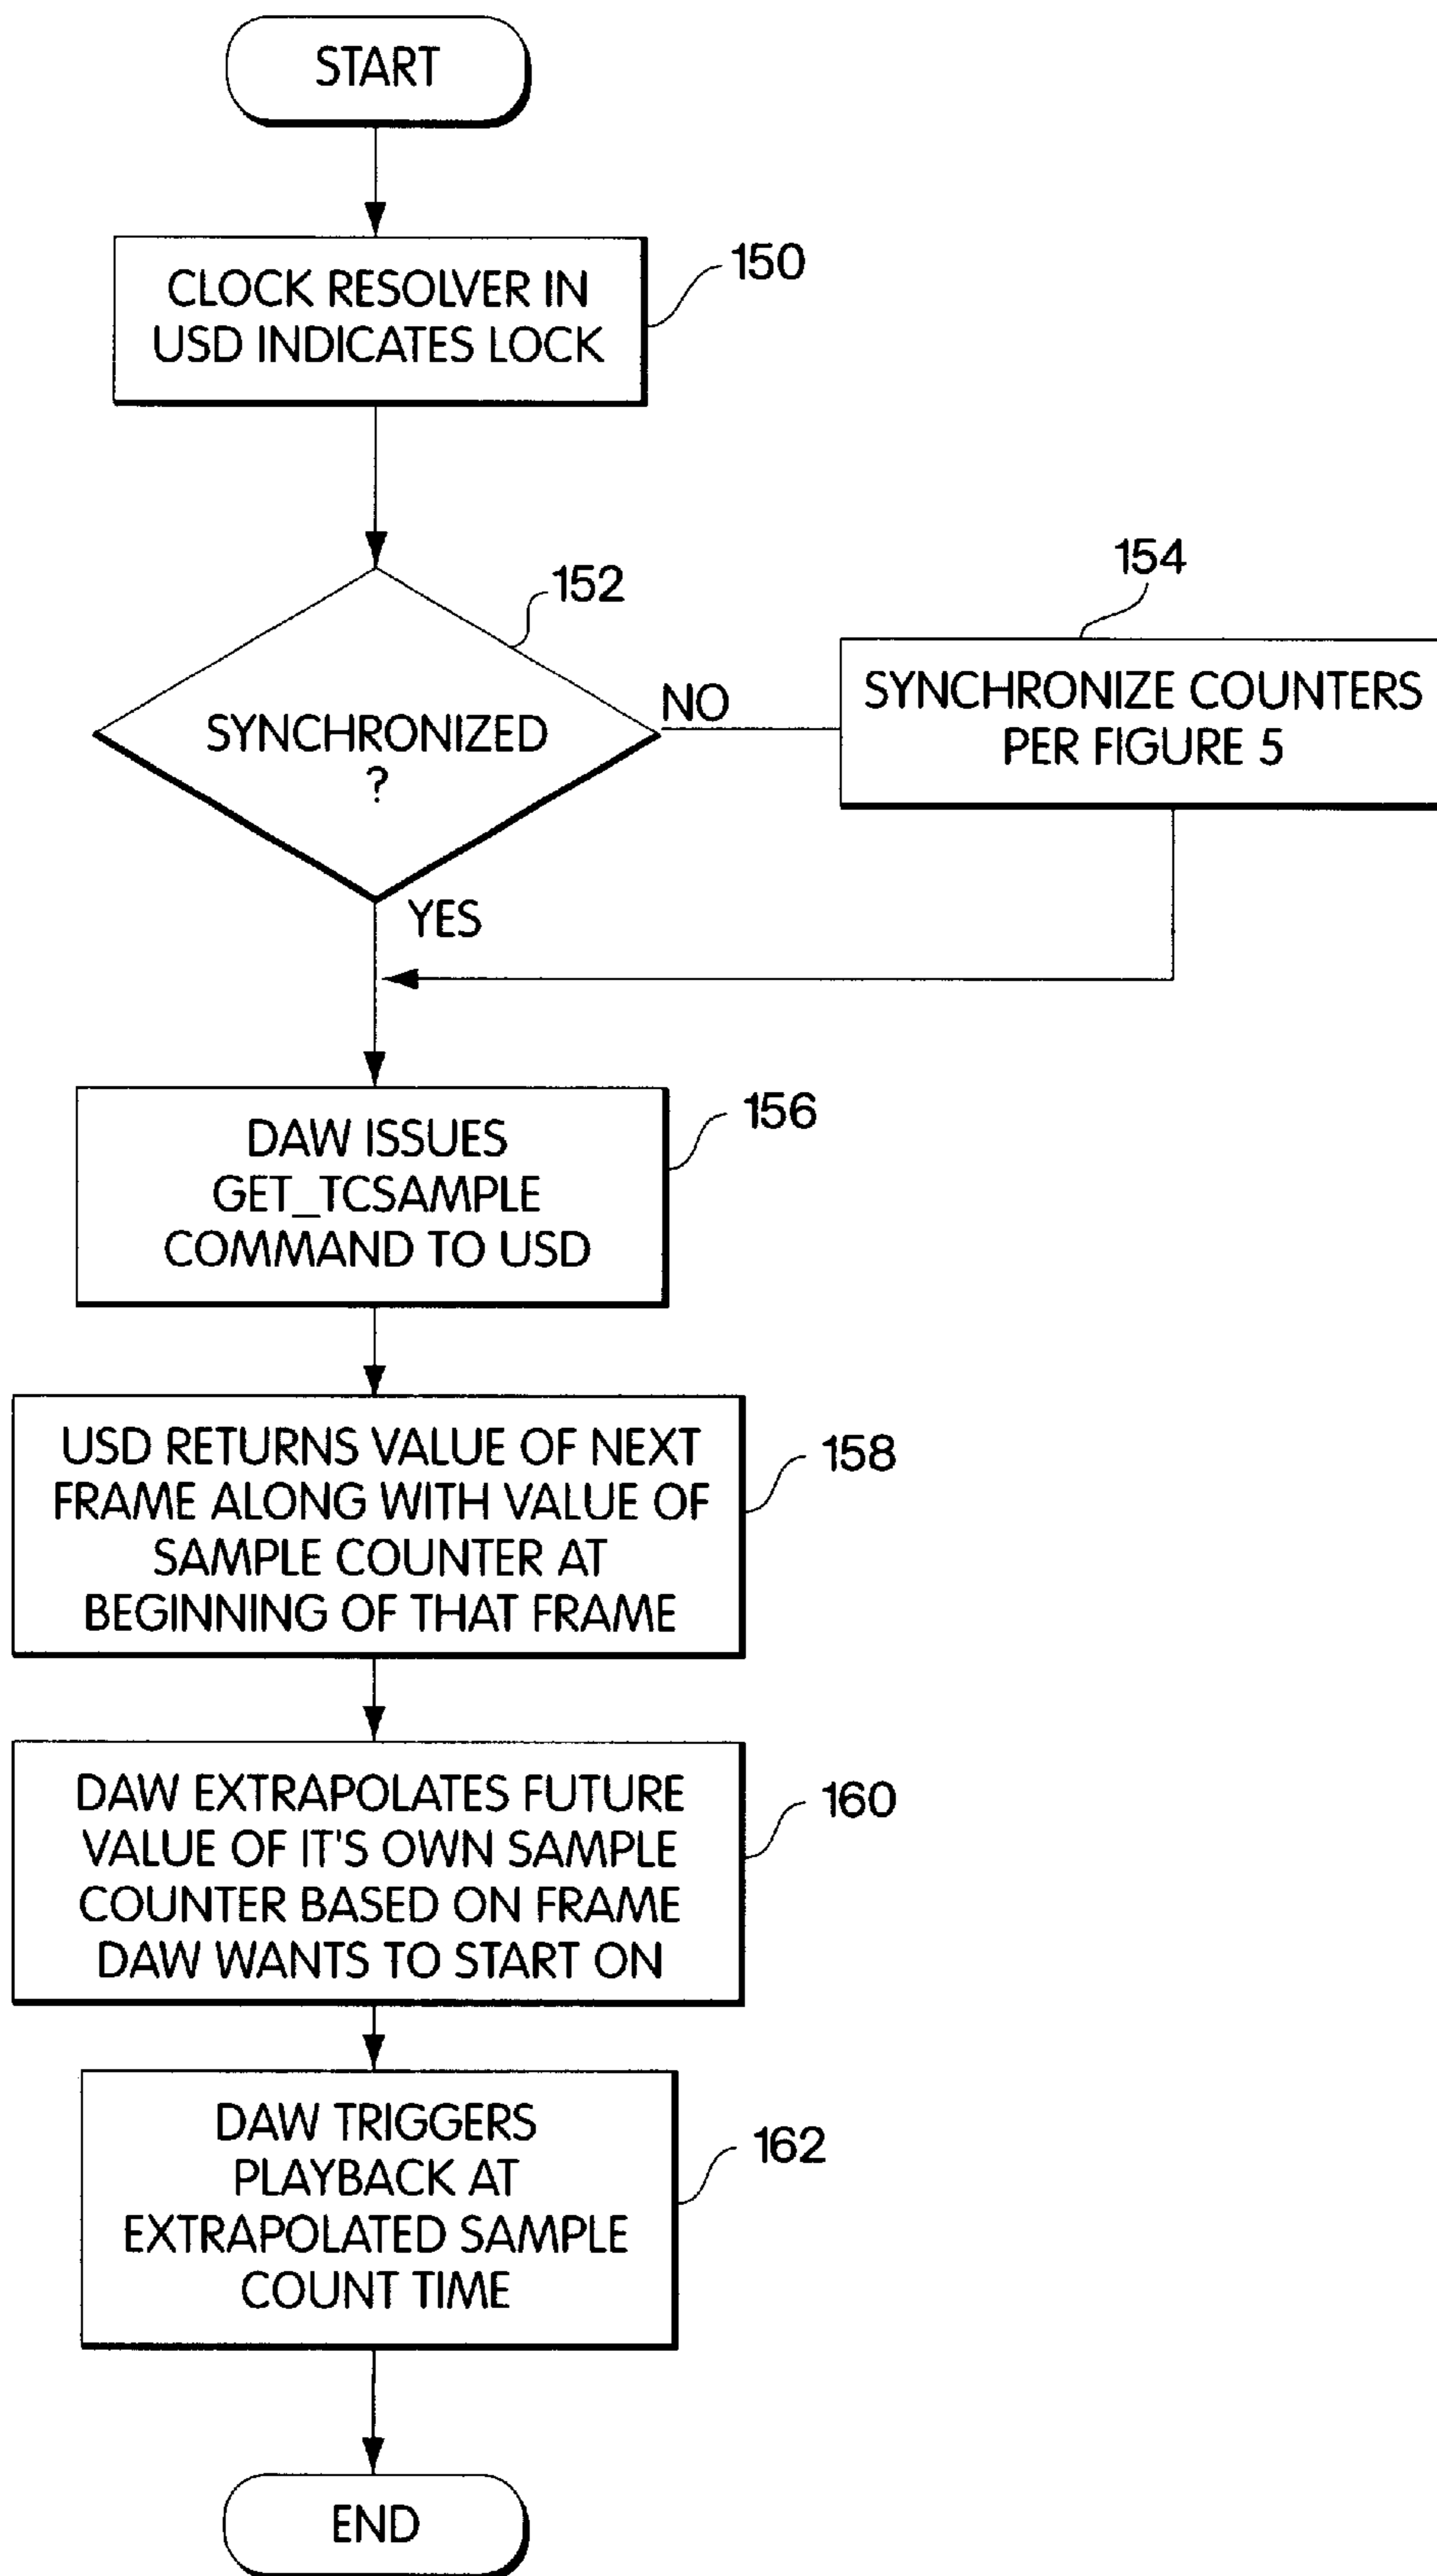 START
CLOCK RESOLVER IN
USD INDICATES LOCK
150
152
SYNCHRONIZED
?
NO
154
SYNCHRONIZE COUNTERS
PER FIGURE 5
YES
DAW ISSUES
GET_TCSAMPLE
COMMAND TO USD
156
USD RETURNS VALUE OF NEXT
FRAME ALONG WITH VALUE OF
SAMPLE COUNTER AT
BEGINNING OF THAT FRAME
158
DAW EXTRAPOLATES FUTURE
VALUE OF IT'S OWN SAMPLE
COUNTER BASED ON FRAME
DAW WANTS TO START ON
160
DAW TRIGGERS
PLAYBACK AT
EXTRAPOLATED SAMPLE
COUNT TIME
162
END